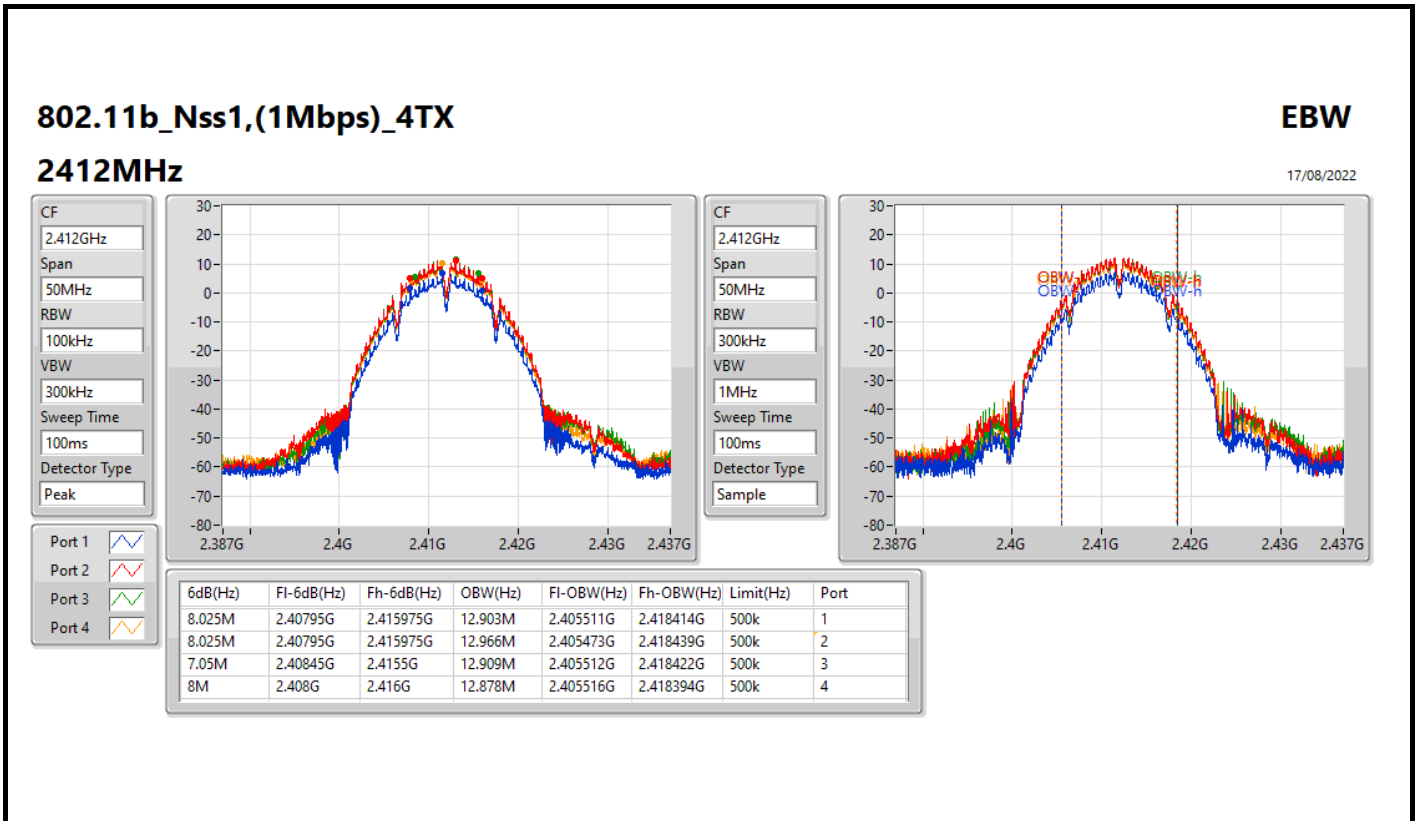 802.11b_Nss1,(1Mbps)_4TX EBW
2412MHz
17/08/2022
CF
2.412GHz
Span
50MHz
RBW
100kHz
VBW
300kHz
Sweep Time
100ms
Detector Type
Peak
30
20
10
0
-10
-20
-30
-40
-50
-60
-70
-80
2.387G 2.4G 2.41G 2.42G 2.43G 2.437G
CF
2.412GHz
Span
50MHz
RBW
300kHz
VBW
1MHz
Sweep Time
100ms
Detector Type
Sample
30
20
10
0
-10
-20
-30
-40
-50
-60
-70
-80
OBW- OBW-h
OBW- OBW-h
2.387G 2.4G 2.41G 2.42G 2.43G 2.437G
Port 1
Port 2
Port 3
Port 4
6dB(Hz) Fl-6dB(Hz) Fh-6dB(Hz) OBW(Hz) Fl-OBW(Hz) Fh-OBW(Hz) Limit(Hz) Port
8.025M 2.40795G 2.415975G 12.903M 2.405511G 2.418414G 500k 1
8.025M 2.40795G 2.415975G 12.966M 2.405473G 2.418439G 500k 2
7.05M 2.40845G 2.4155G 12.909M 2.405512G 2.418422G 500k 3
8M 2.408G 2.416G 12.878M 2.405516G 2.418394G 500k 4